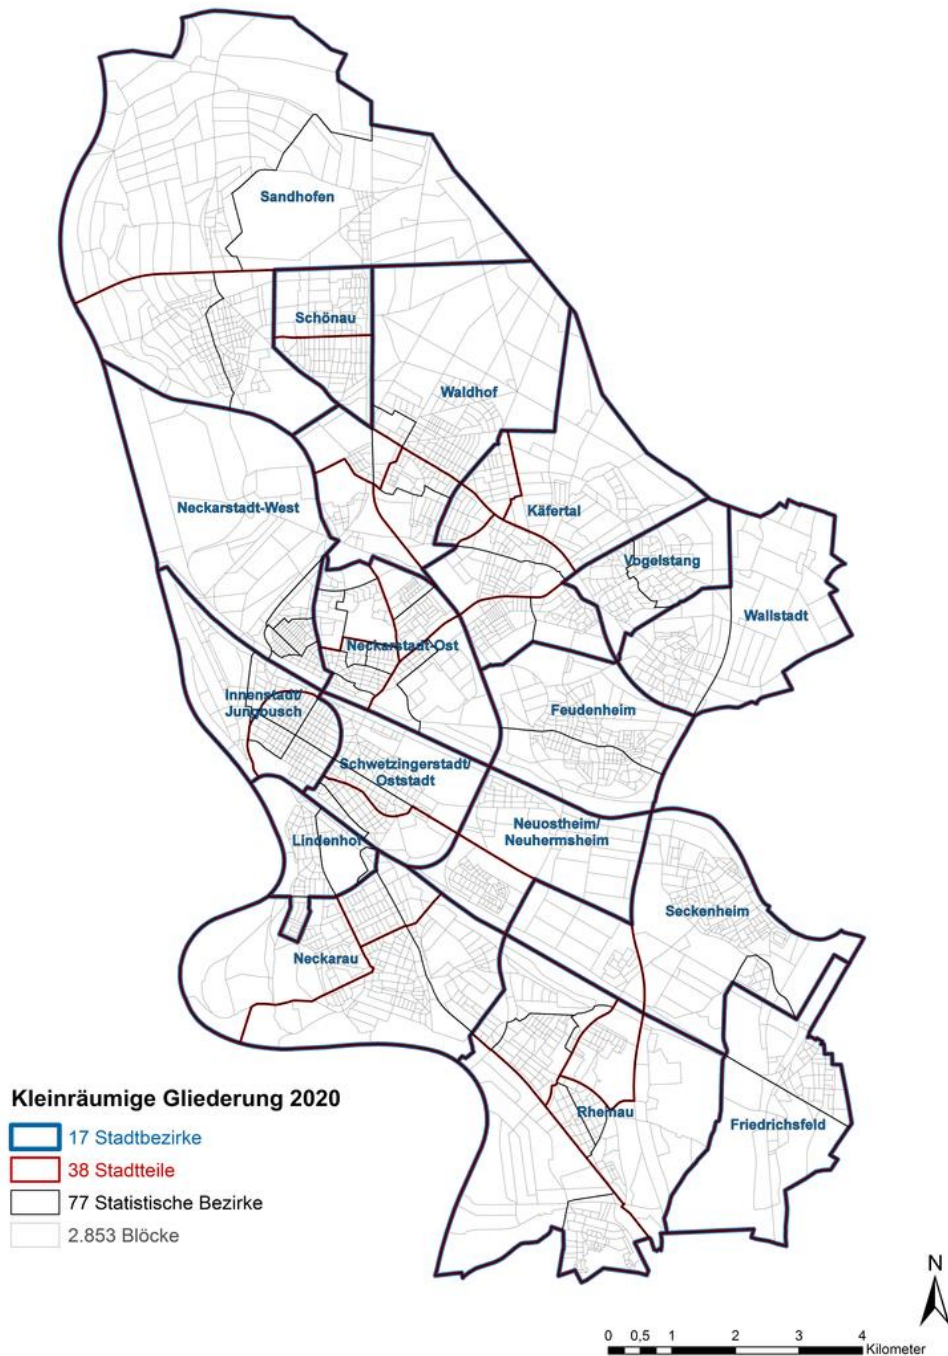 Sandhofen
Schönau
Waldhof
Neckarstadt-West
Käfertal
Vogelstang
Wallstadt
Neckarstadt-Ost
Innenstadt/
Jungbusch
Feudenheim
Schwetzingerstadt/
Oststadt
Neuostheim/
Neuhermsheim
Lindenhof
Seckenheim
Neckarau
Rheinau
Friedrichsfeld
Kleinräumige Gliederung 2020
17 Stadtbezirke
38 Stadtteile
77 Statistische Bezirke
2.853 Blöcke
N
0 0,5 1 2 3 4
Kilometer